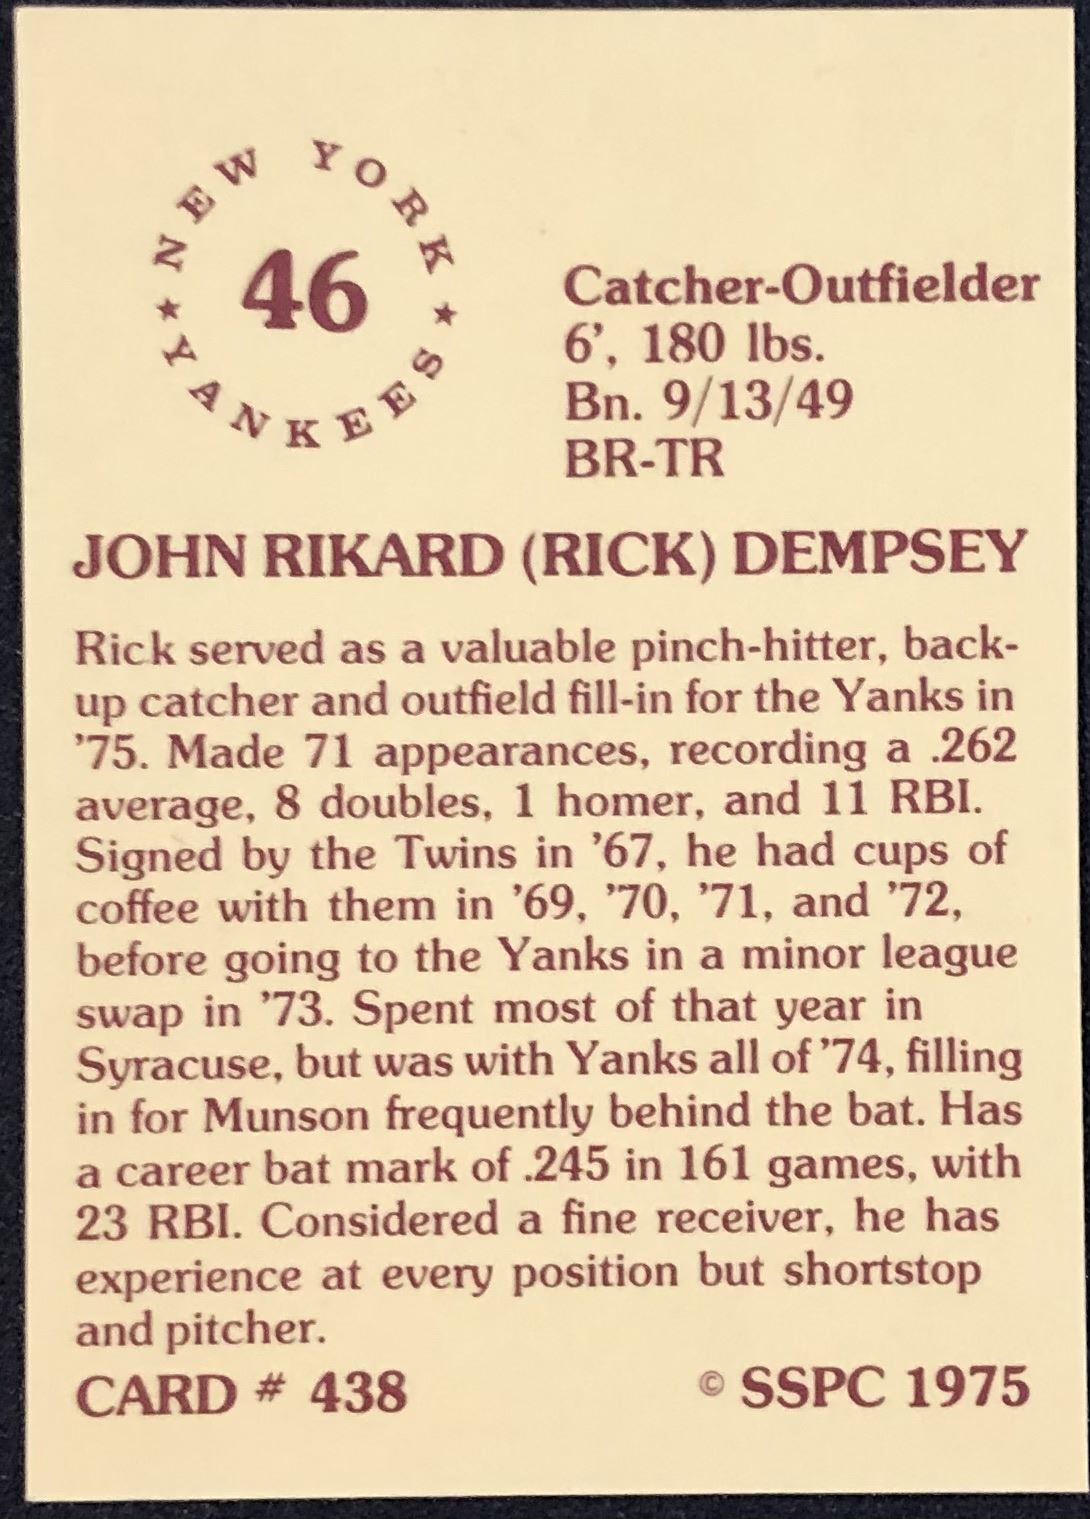 NEW YORK
★ 46 ★
YANKEES
Catcher-Outfielder
6’, 180 lbs.
Bn. 9/13/49
BR-TR
JOHN RIKARD (RICK) DEMPSEY
Rick served as a valuable pinch-hitter, back-
up catcher and outfield fill-in for the Yanks in
’75. Made 71 appearances, recording a .262
average, 8 doubles, 1 homer, and 11 RBI.
Signed by the Twins in ’67, he had cups of
coffee with them in ’69, ’70, ’71, and ’72,
before going to the Yanks in a minor league
swap in ’73. Spent most of that year in
Syracuse, but was with Yanks all of ’74, filling
in for Munson frequently behind the bat. Has
a career bat mark of .245 in 161 games, with
23 RBI. Considered a fine receiver, he has
experience at every position but shortstop
and pitcher.
CARD # 438 © SSPC 1975